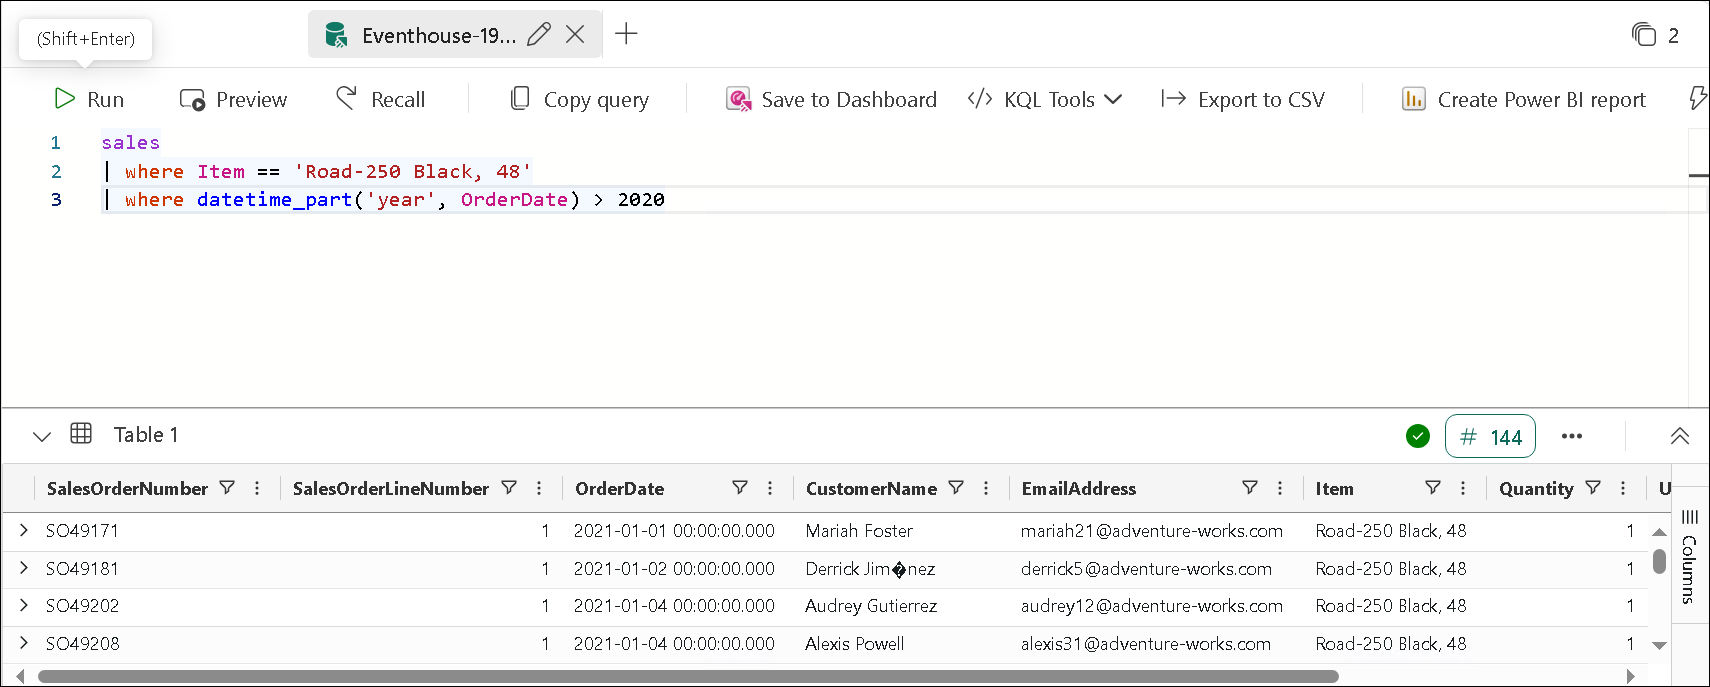 (Shift+Enter)
Eventhouse-19...
2
Run Preview Recall Copy query Save to Dashboard KQL Tools Export to CSV Create Power BI report
1 sales
2 | where Item == 'Road-250 Black, 48'
3 | where datetime_part('year', OrderDate) > 2020
Table 1
# 144
SalesOrderNumber SalesOrderLineNumber OrderDate CustomerName EmailAddress Item Quantity U
SO49171 1 2021-01-01 00:00:00.000 Mariah Foster mariah21@adventure-works.com Road-250 Black, 48 1
SO49181 1 2021-01-02 00:00:00.000 Derrick Jim�nez derrick5@adventure-works.com Road-250 Black, 48 1
SO49202 1 2021-01-04 00:00:00.000 Audrey Gutierrez audrey12@adventure-works.com Road-250 Black, 48 1
SO49208 1 2021-01-04 00:00:00.000 Alexis Powell alexis31@adventure-works.com Road-250 Black, 48 1
Columns